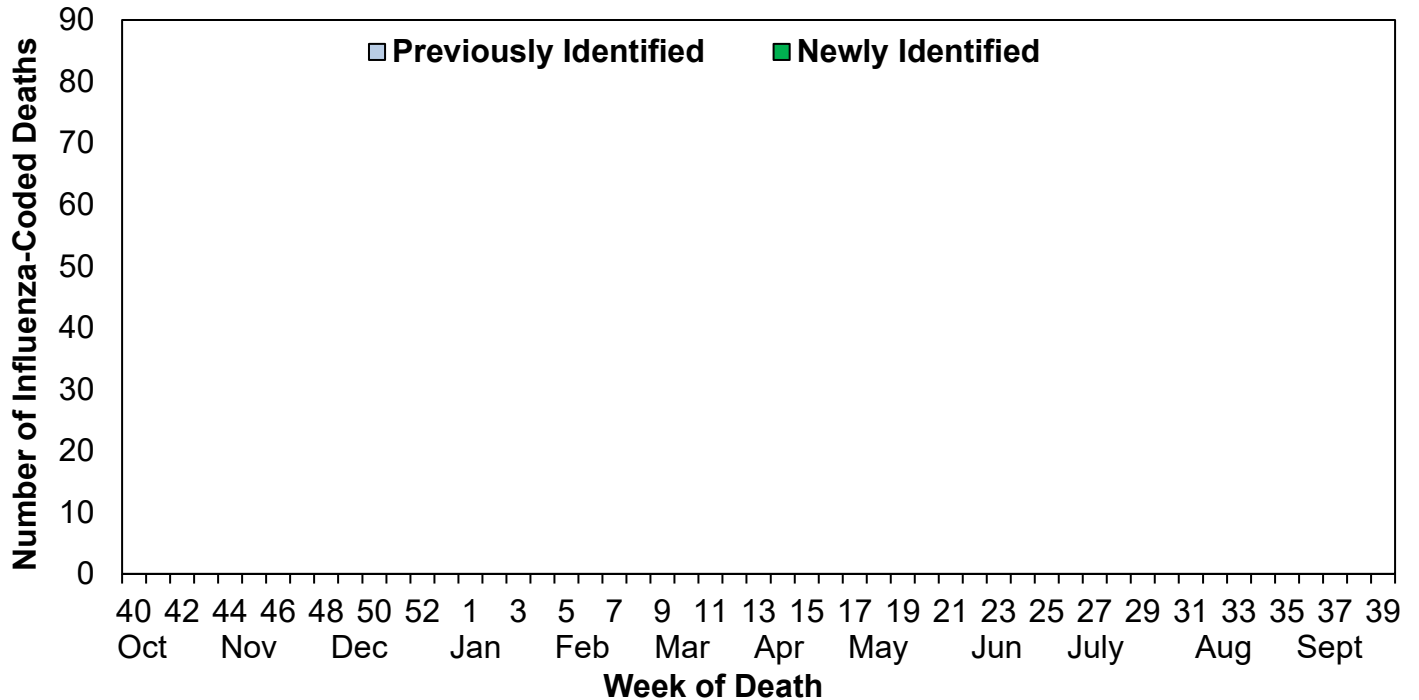 Number of Influenza-Coded Deaths
90
80
70
60
50
40
30
20
10
0
Previously Identified Newly Identified
40 42 44 46 48 50 52 1 3 5 7 9 11 13 15 17 19 21 23 25 27 29 31 33 35 37 39
Oct Nov Dec Jan Feb Mar Apr May Jun July Aug Sept
Week of Death